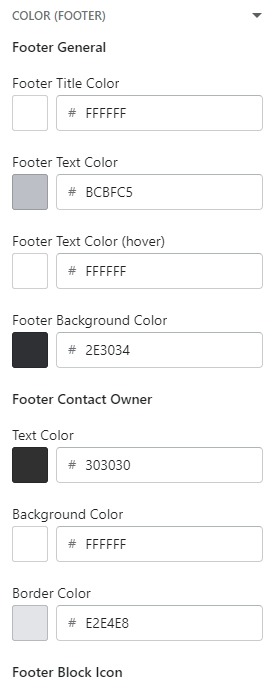 COLOR (FOOTER)
Footer General
Footer Title Color
# FFFFFF
Footer Text Color
# BCBFC5
Footer Text Color (hover)
# FFFFFF
Footer Background Color
# 2E3034
Footer Contact Owner
Text Color
# 303030
Background Color
# FFFFFF
Border Color
# E2E4E8
Footer Block Icon